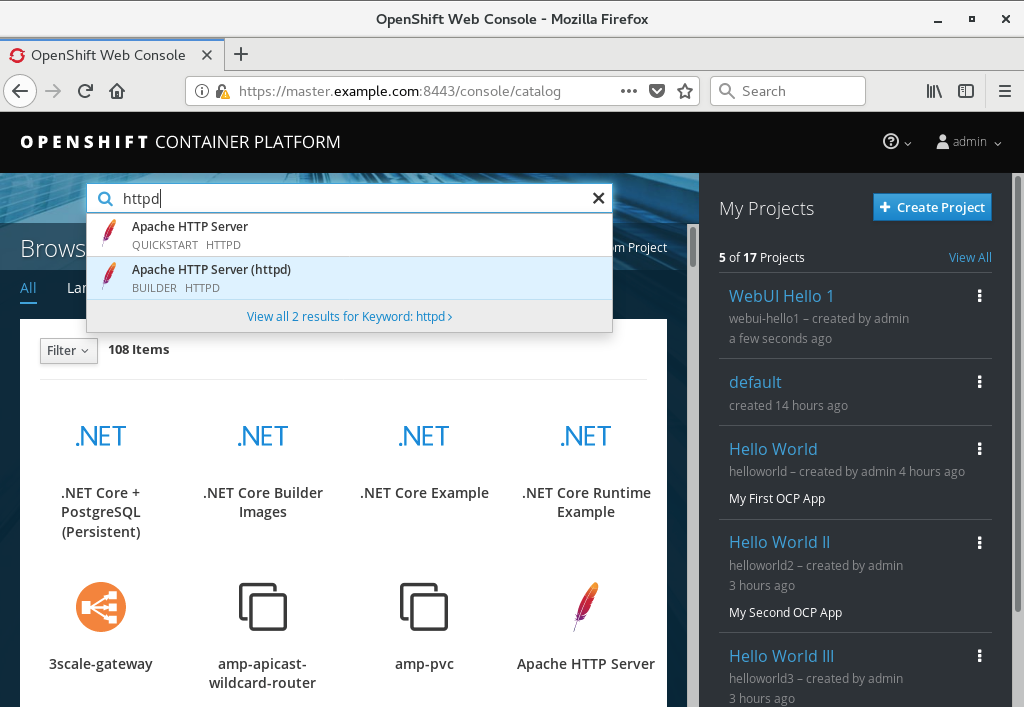 OpenShift Web Console - Mozilla Firefox
OpenShift Web Console
https://master.example.com:8443/console/catalog
Search
OPENSHIFT CONTAINER PLATFORM
admin
httpd
Apache HTTP Server
QUICKSTART HTTPD
Apache HTTP Server (httpd)
BUILDER HTTPD
View all 2 results for Keyword: httpd
Project
All
Filter
108 Items
.NET
.NET
.NET
.NET
.NET Core +
PostgreSQL
(Persistent)
.NET Core Builder
Images
.NET Core Example
.NET Core Runtime
Example
3scale-gateway
amp-apicast-
wildcard-router
amp-pvc
Apache HTTP Server
My Projects
Create Project
5 of 17 Projects
View All
WebUI Hello 1
webui-hello1 – created by admin
a few seconds ago
default
created 14 hours ago
Hello World
helloworld – created by admin 4 hours ago
My First OCP App
Hello World II
helloworld2 – created by admin
3 hours ago
My Second OCP App
Hello World III
helloworld3 – created by admin
3 hours ago